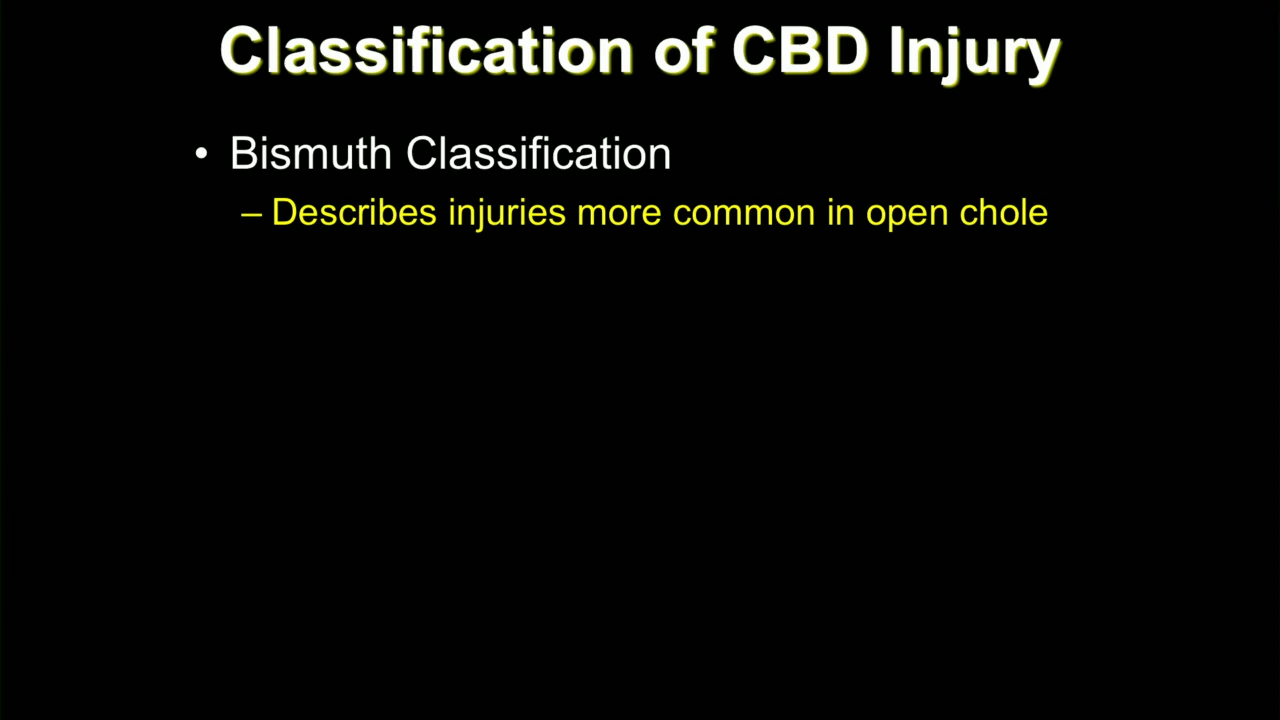 Classification of CBD Injury
• Bismuth Classification
– Describes injuries more common in open chole